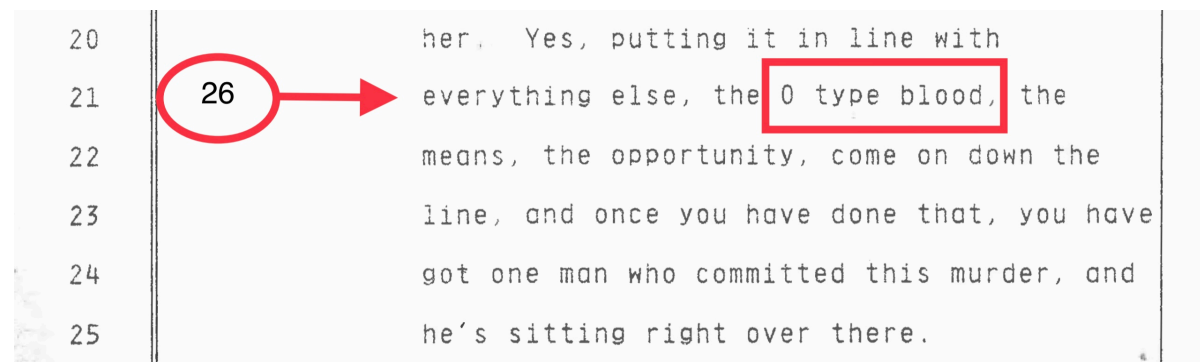 20 her. Yes, putting it in line with
21 26 everything else, the O type blood, the
22 means, the opportunity, come on down the
23 line, and once you have done that, you have
24 got one man who committed this murder, and
25 he's sitting right over there.